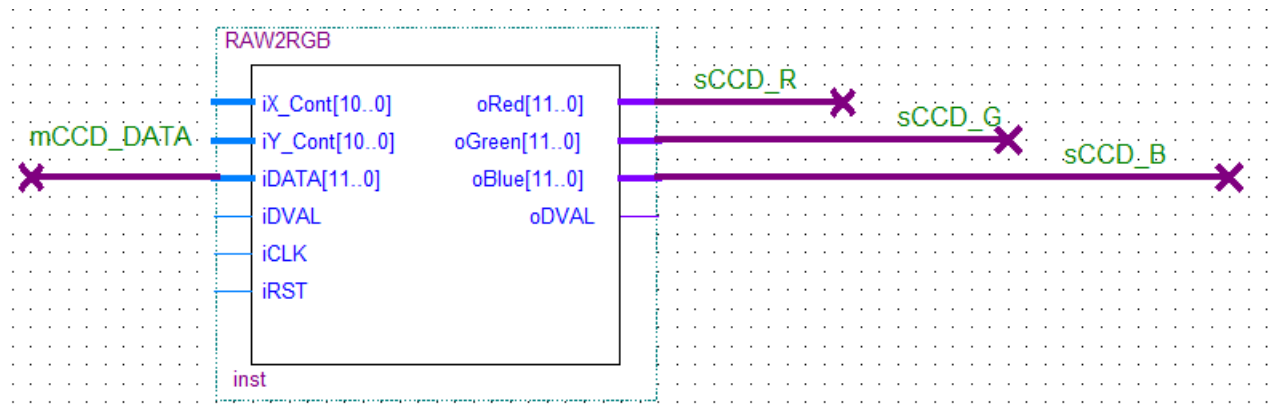 RAW2RGB
sCCD_R
iX_Cont[10..0] oRed[11..0]
sCCD_G
mCCD_DATA iY_Cont[10..0] oGreen[11..0]
sCCD_B
iDATA[11..0] oBlue[11..0]
iDVAL oDVAL
iCLK
iRST
inst